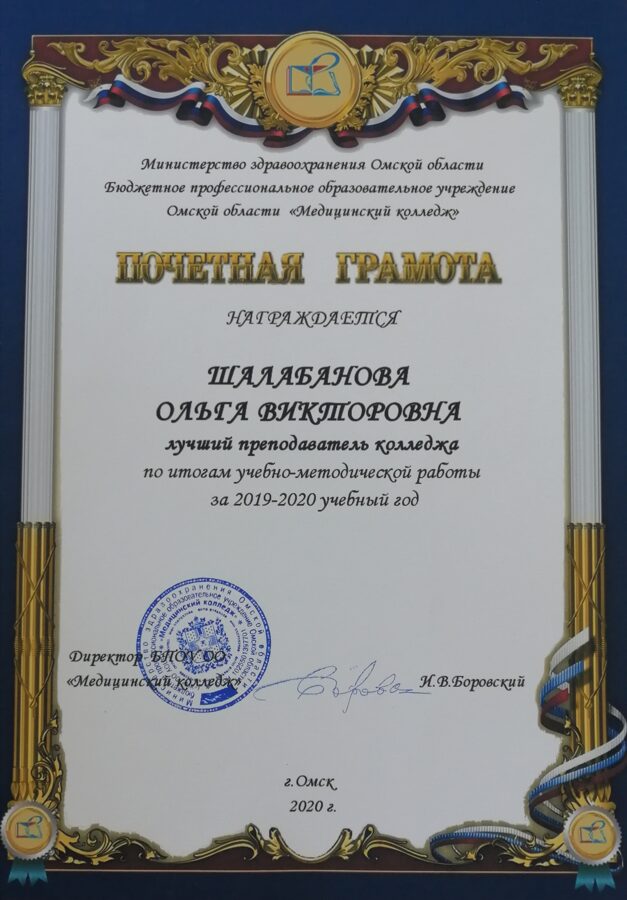 Министерство здравоохранения Омской области
Бюджетное профессиональное образовательное учреждение
Омской области «Медицинский колледж»
ПОЧЕТНАЯ ГРАМОТА
НАГРАЖДАЕТСЯ
ШАЛАБАНОВА
ОЛЬГА ВИКТОРОВНА
лучший преподаватель колледжа
по итогам учебно-методической работы
за 2019-2020 учебный год
Директор БПОУ ОО
«Медицинский колледж»
И.В.Боровский
г.Омск
2020 г.